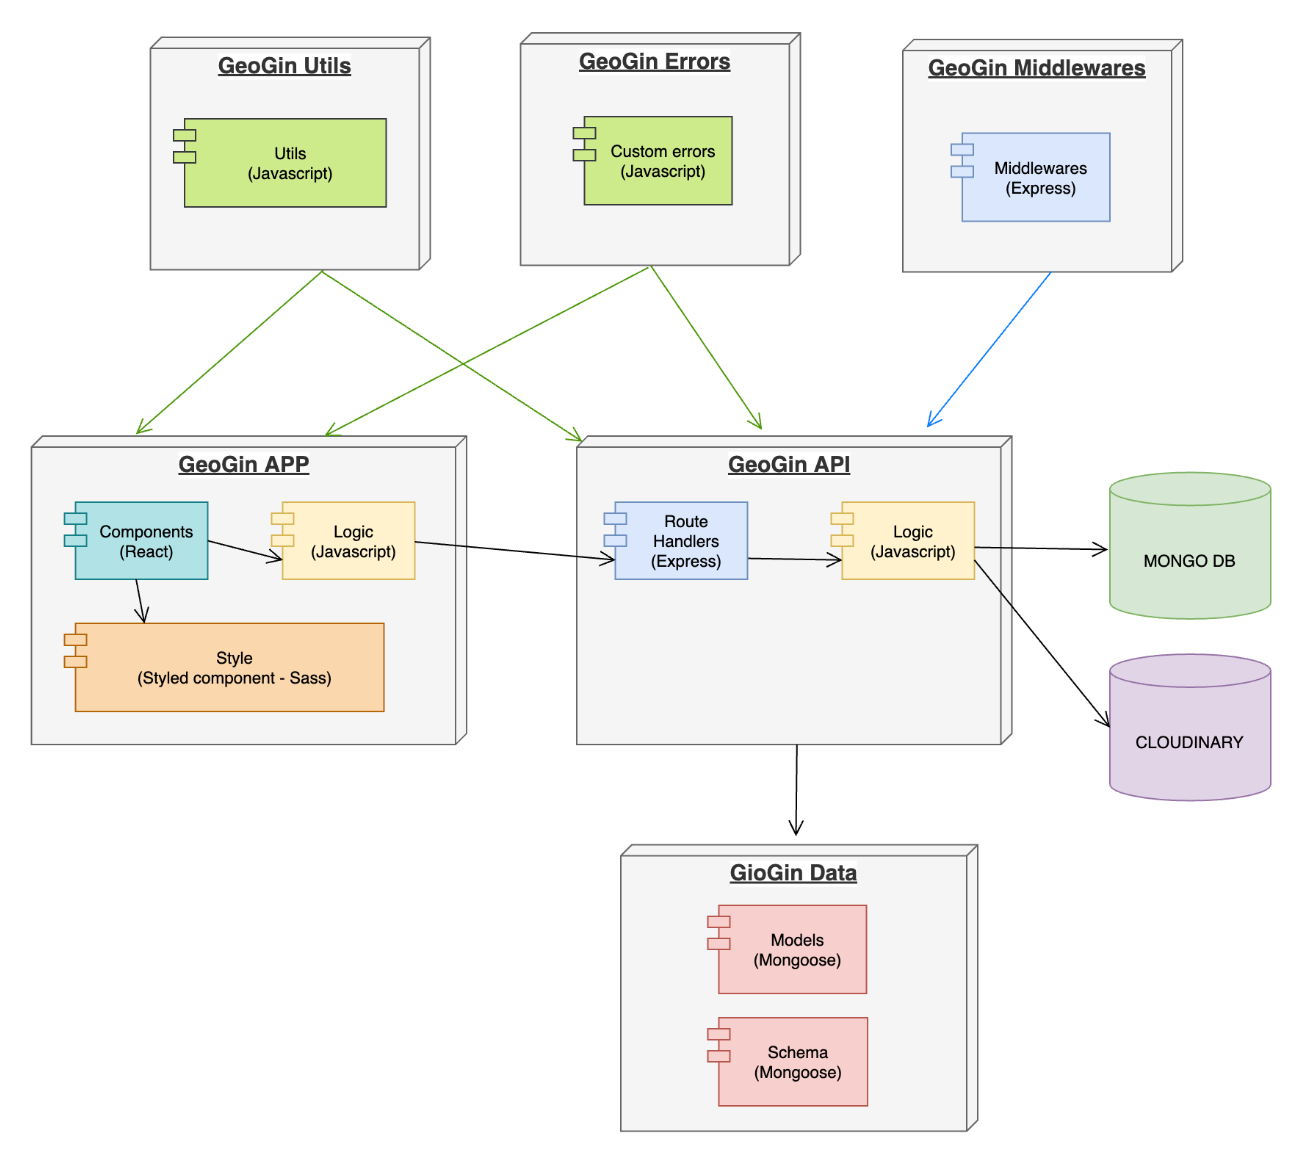 GeoGin Utils
Utils
(Javascript)
GeoGin Errors
Custom errors
(Javascript)
GeoGin Middlewares
Middlewares
(Express)
GeoGin APP
Components
(React)
Logic
(Javascript)
Style
(Styled component - Sass)
GeoGin API
Route
Handlers
(Express)
Logic
(Javascript)
MONGO DB
CLOUDINARY
GioGin Data
Models
(Mongoose)
Schema
(Mongoose)